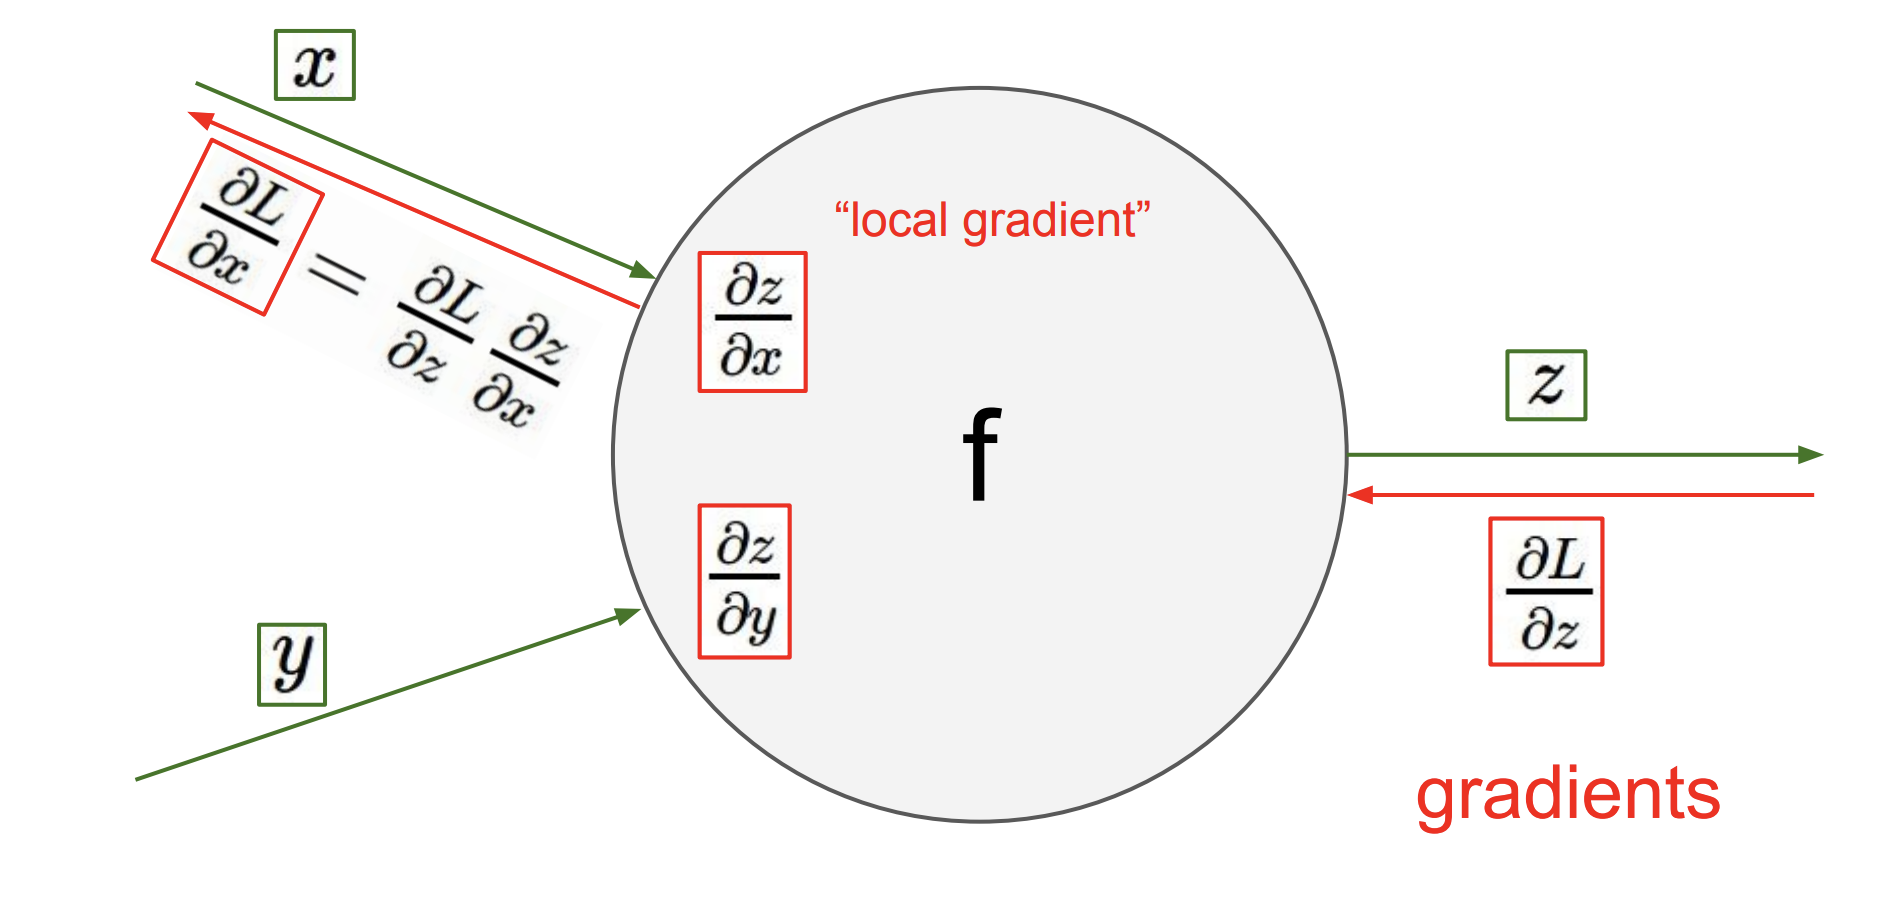 x
∂L/∂x = ∂L/∂z ∂z/∂x
“local gradient”
∂z/∂x
f
z
∂z/∂y
∂L/∂z
y
gradients